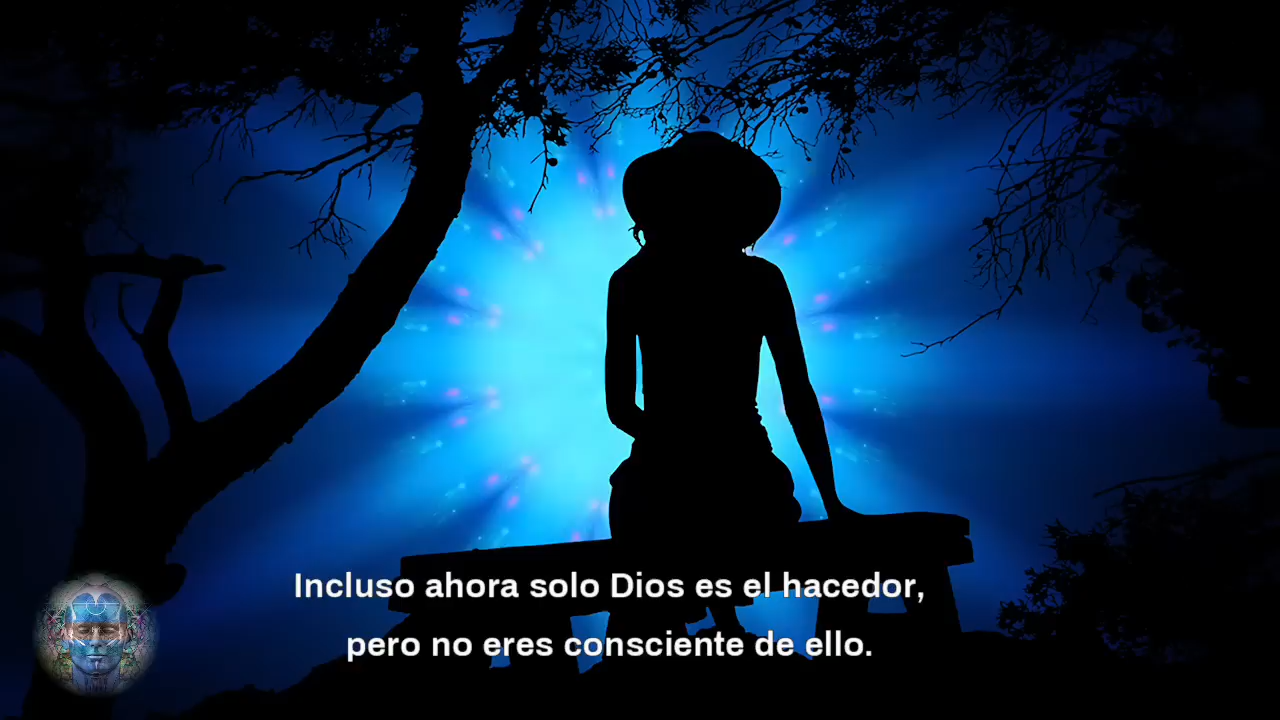 Incluso ahora solo Dios es el hacedor,
pero no eres consciente de ello.